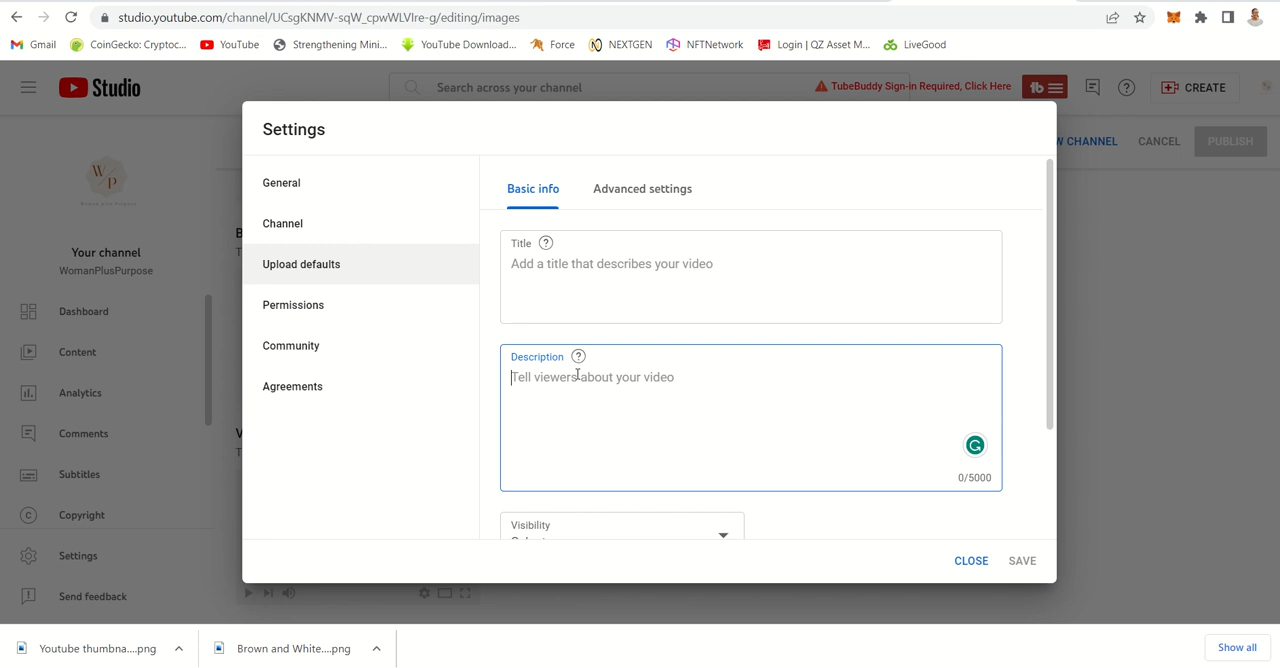 studio.youtube.com/channel/UCsgKNMV-sqW_cpwWLVIre-g/editing/images
Gmail CoinGecko: Cryptoc... YouTube Strengthening Mini... YouTube Download... Force NEXTGEN NFTNetwork Login | QZ Asset M... LiveGood
Studio
Search across your channel
TubeBuddy Sign-in Required, Click Here
tb
CREATE
W CHANNEL CANCEL PUBLISH
W/P
Your channel
WomanPlusPurpose
Dashboard
Content
Analytics
Comments
Subtitles
Copyright
Settings
Send feedback
Settings
General
Channel
Upload defaults
Permissions
Community
Agreements
Basic info Advanced settings
Title ?
Add a title that describes your video
Description ?
Tell viewers about your video
0/5000
Visibility
CLOSE SAVE
Youtube thumbna....png Brown and White....png Show all